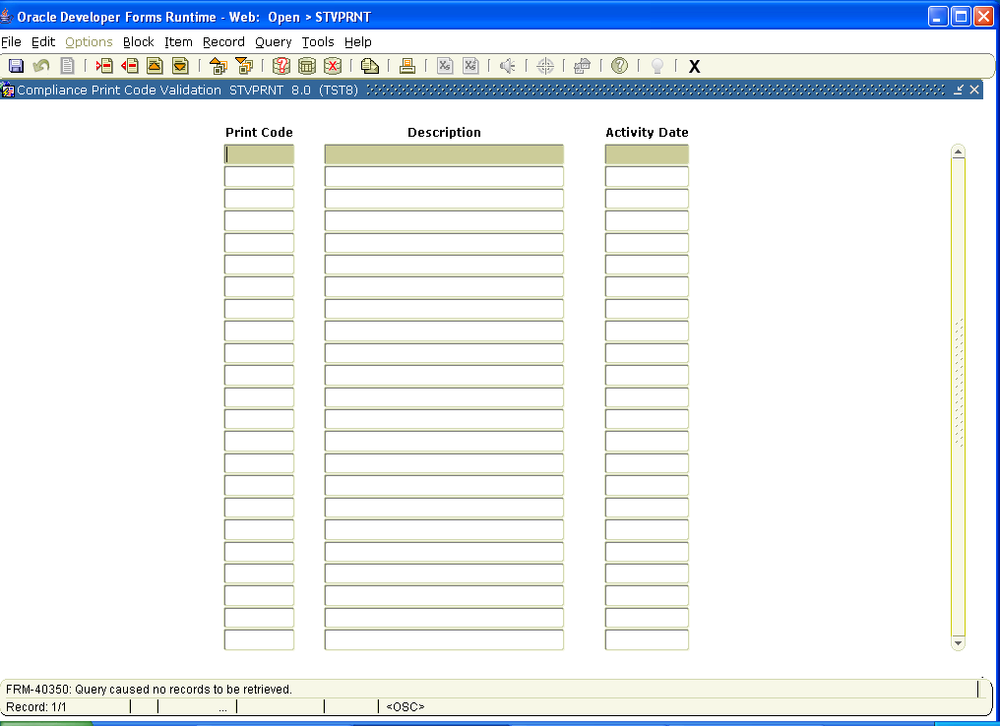 Oracle Developer Forms Runtime - Web: Open > STVPRNT
File Edit Options Block Item Record Query Tools Help
X
Compliance Print Code Validation STVPRNT 8.0 (TST8)
Print Code Description Activity Date
FRM-40350: Query caused no records to be retrieved.
Record: 1/1 ... <OSC>